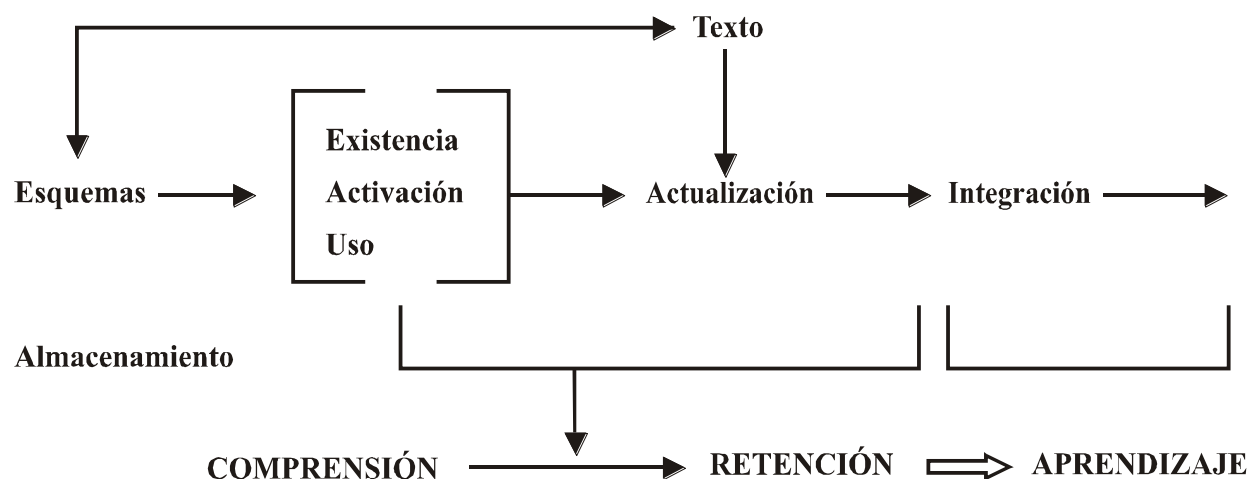 Texto
Existencia
Esquemas Activación Actualización Integración
Uso
Almacenamiento
COMPRENSIÓN RETENCIÓN APRENDIZAJE